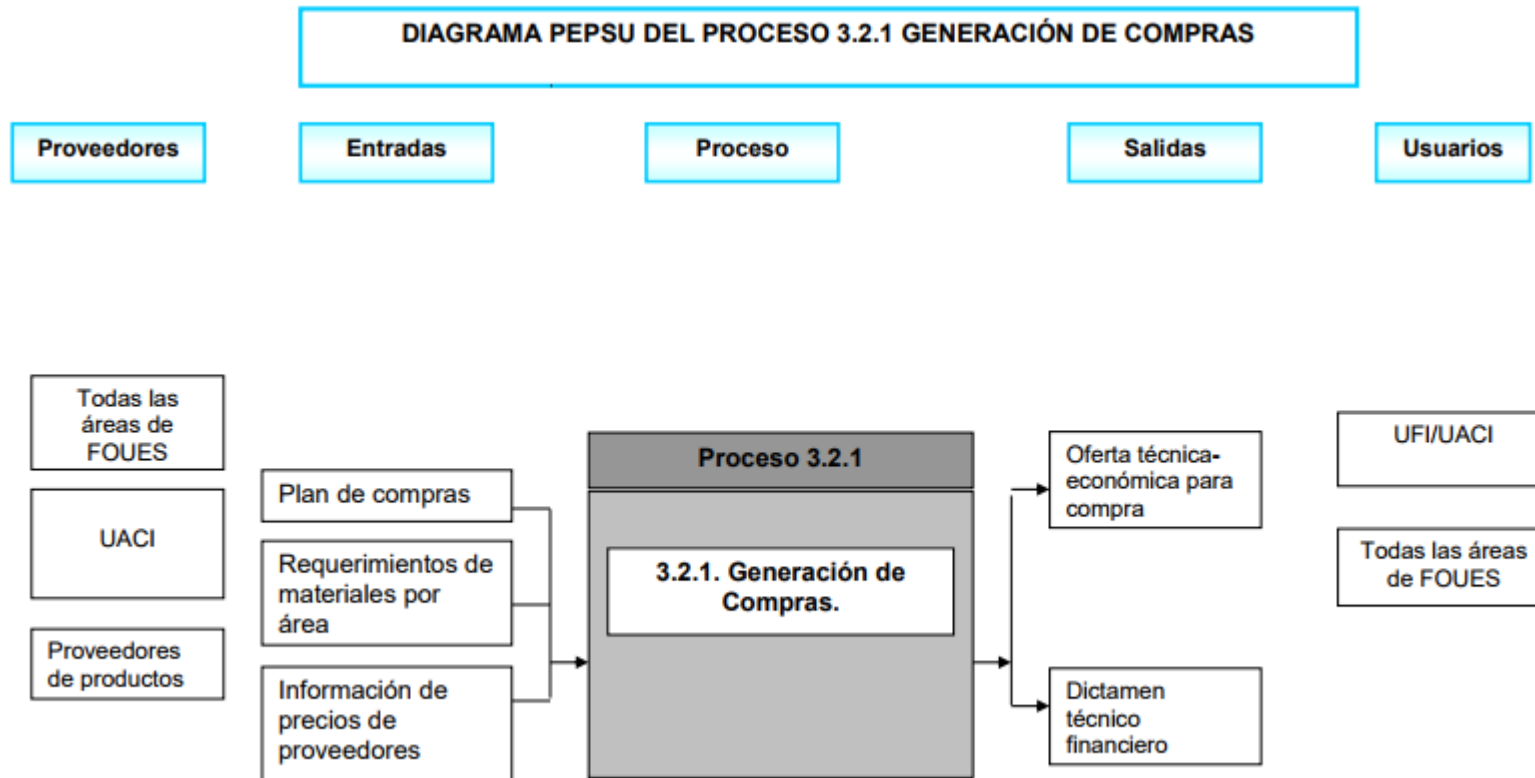 DIAGRAMA PEPSU DEL PROCESO 3.2.1 GENERACIÓN DE COMPRAS
Proveedores
Entradas
Proceso
Salidas
Usuarios
Todas las
áreas de
FOUES
UACI
Proveedores
de productos
Plan de compras
Requerimientos de
materiales por
área
Información de
precios de
proveedores
Proceso 3.2.1
3.2.1. Generación de
Compras.
Oferta técnica-
económica para
compra
Dictamen
técnico
financiero
UFI/UACI
Todas las áreas
de FOUES